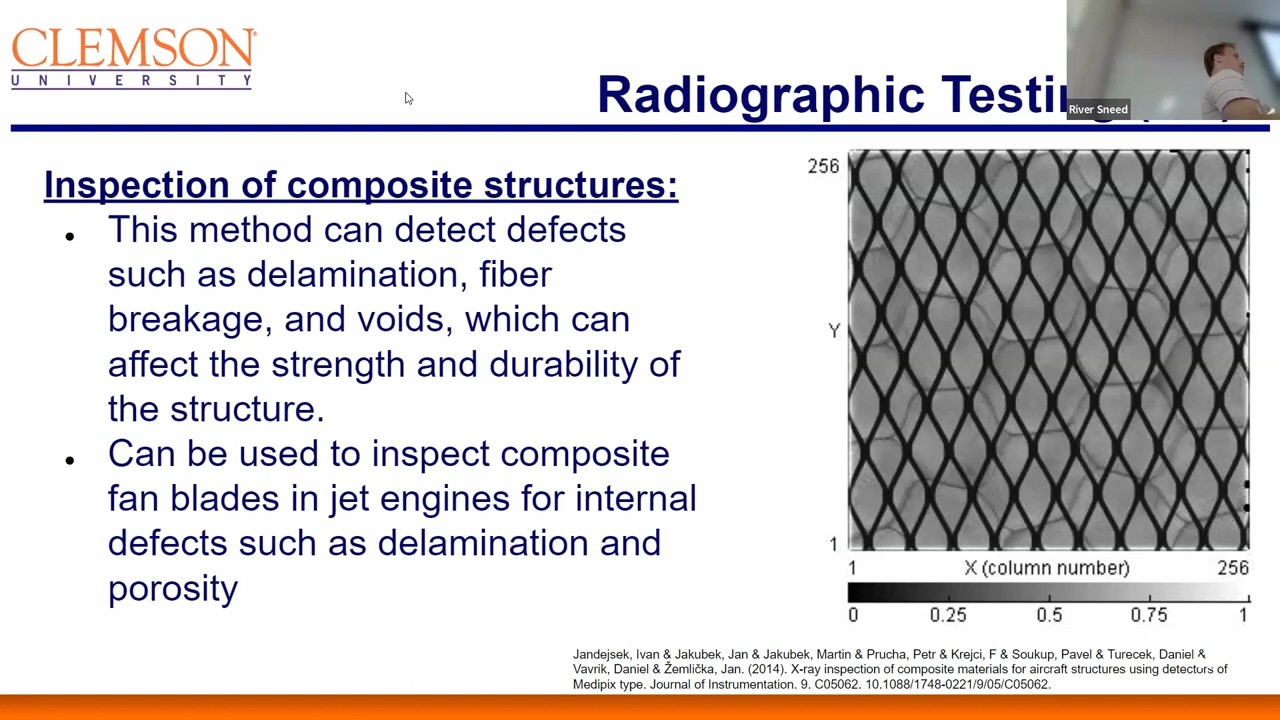 CLEMSON
UNIVERSITY
Radiographic Testing
River Sneed
Inspection of composite structures:
This method can detect defects
such as delamination, fiber
breakage, and voids, which can
affect the strength and durability of
the structure.
Can be used to inspect composite
fan blades in jet engines for internal
defects such as delamination and
porosity
256
Y
1
1 X (column number) 256
0 0.25 0.5 0.75 1
Jandejsek, Ivan & Jakubek, Jan & Jakubek, Martin & Prucha, Petr & Krejci, F & Soukup, Pavel & Turecek, Daniel &
Vavrik, Daniel & Žemlička, Jan. (2014). X-ray inspection of composite materials for aircraft structures using detectors of
Medipix type. Journal of Instrumentation. 9. C05062. 10.1088/1748-0221/9/05/C05062.